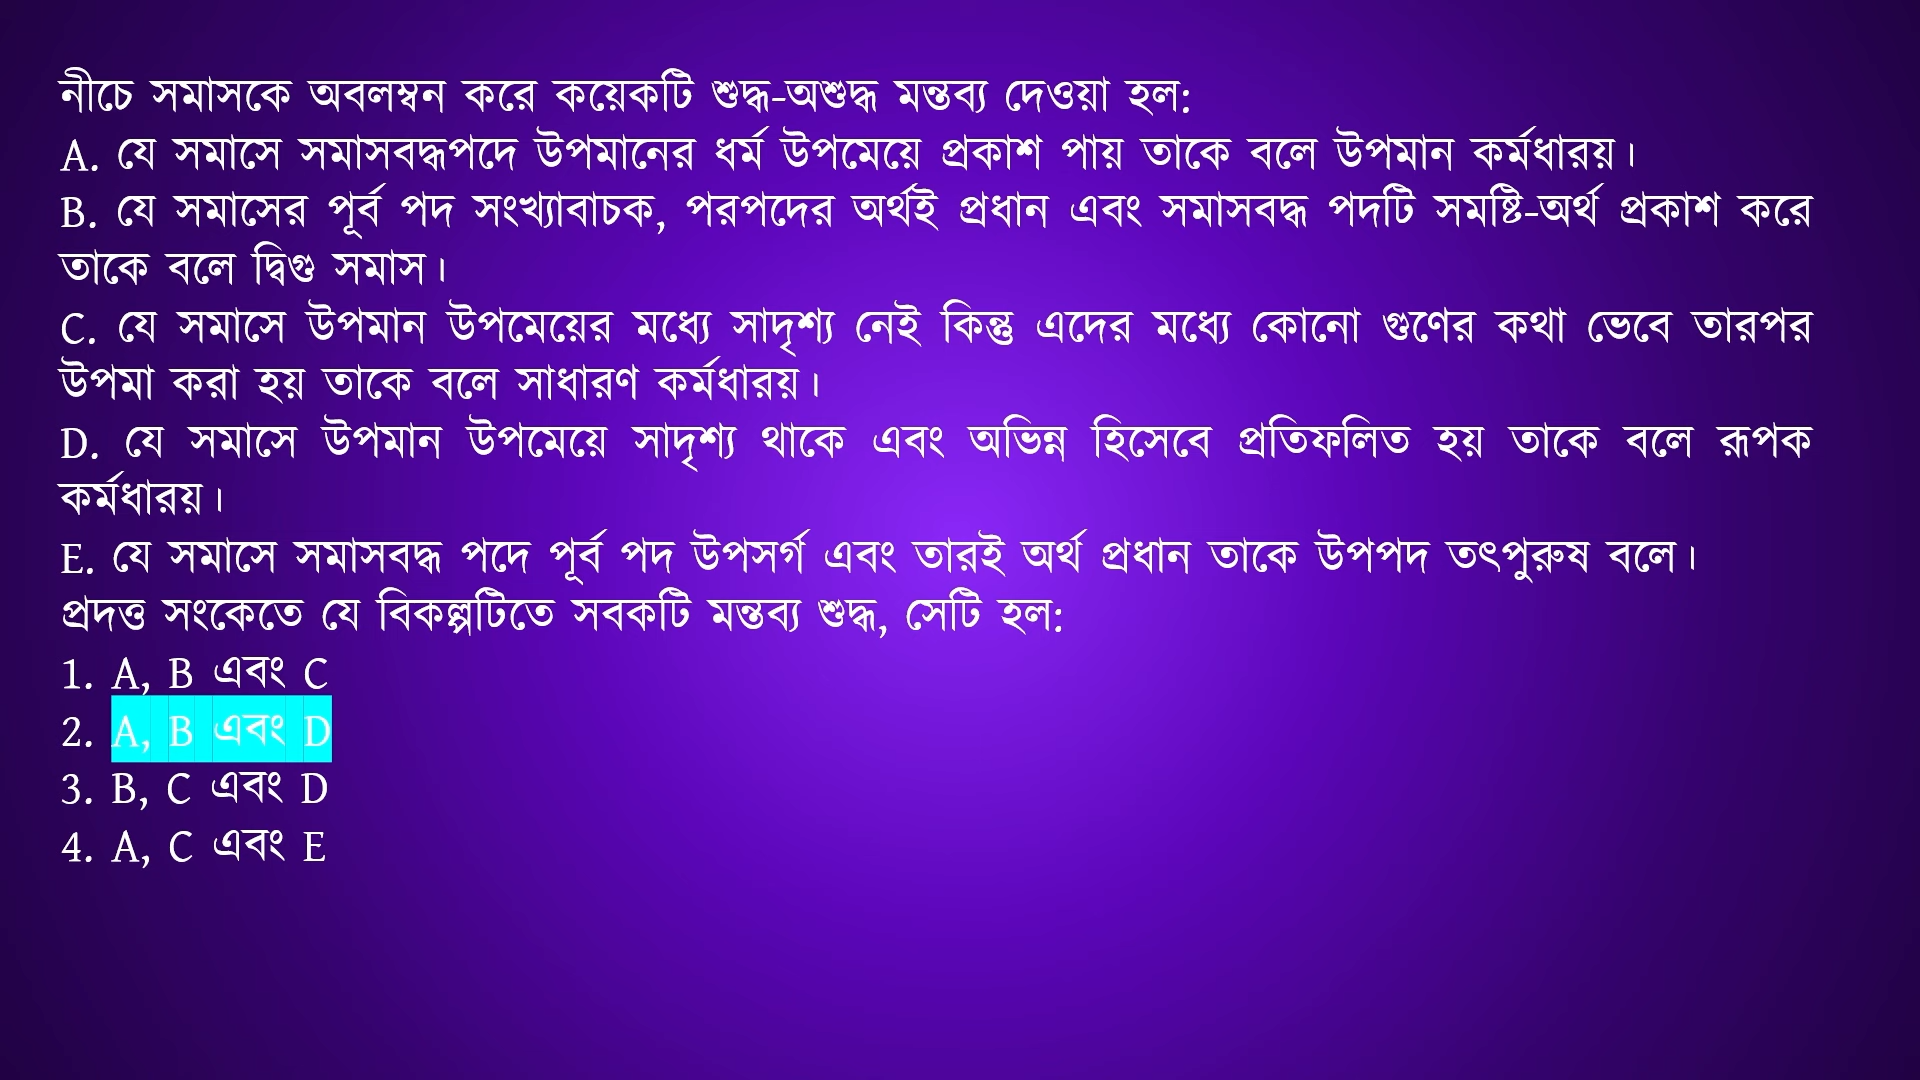 নীচে সমাসকে অবলম্বন করে কয়েকটি শুদ্ধ-অশুদ্ধ মন্তব্য দেওয়া হল:
A. যে সমাসে সমাসবদ্ধপদে উপমানের ধর্ম উপমেয়ে প্রকাশ পায় তাকে বলে উপমান কর্মধারয়।
B. যে সমাসের পূর্ব পদ সংখ্যাবাচক, পরপদের অর্থই প্রধান এবং সমাসবদ্ধ পদটি সমষ্টি-অর্থ প্রকাশ করে
তাকে বলে দ্বিগু সমাস।
C. যে সমাসে উপমান উপমেয়ের মধ্যে সাদৃশ্য নেই কিন্তু এদের মধ্যে কোনো গুণের কথা ভেবে তারপর
উপমা করা হয় তাকে বলে সাধারণ কর্মধারয়।
D. যে সমাসে উপমান উপমেয়ে সাদৃশ্য থাকে এবং অভিন্ন হিসেবে প্রতিফলিত হয় তাকে বলে রূপক
কর্মধারয়।
E. যে সমাসে সমাসবদ্ধ পদে পূর্ব পদ উপসর্গ এবং তারই অর্থ প্রধান তাকে উপপদ তৎপুরুষ বলে।
প্রদত্ত সংকেতে যে বিকল্পটিতে সবকটি মন্তব্য শুদ্ধ, সেটি হল:
1. A, B এবং C
2. A, B এবং D
3. B, C এবং D
4. A, C এবং E